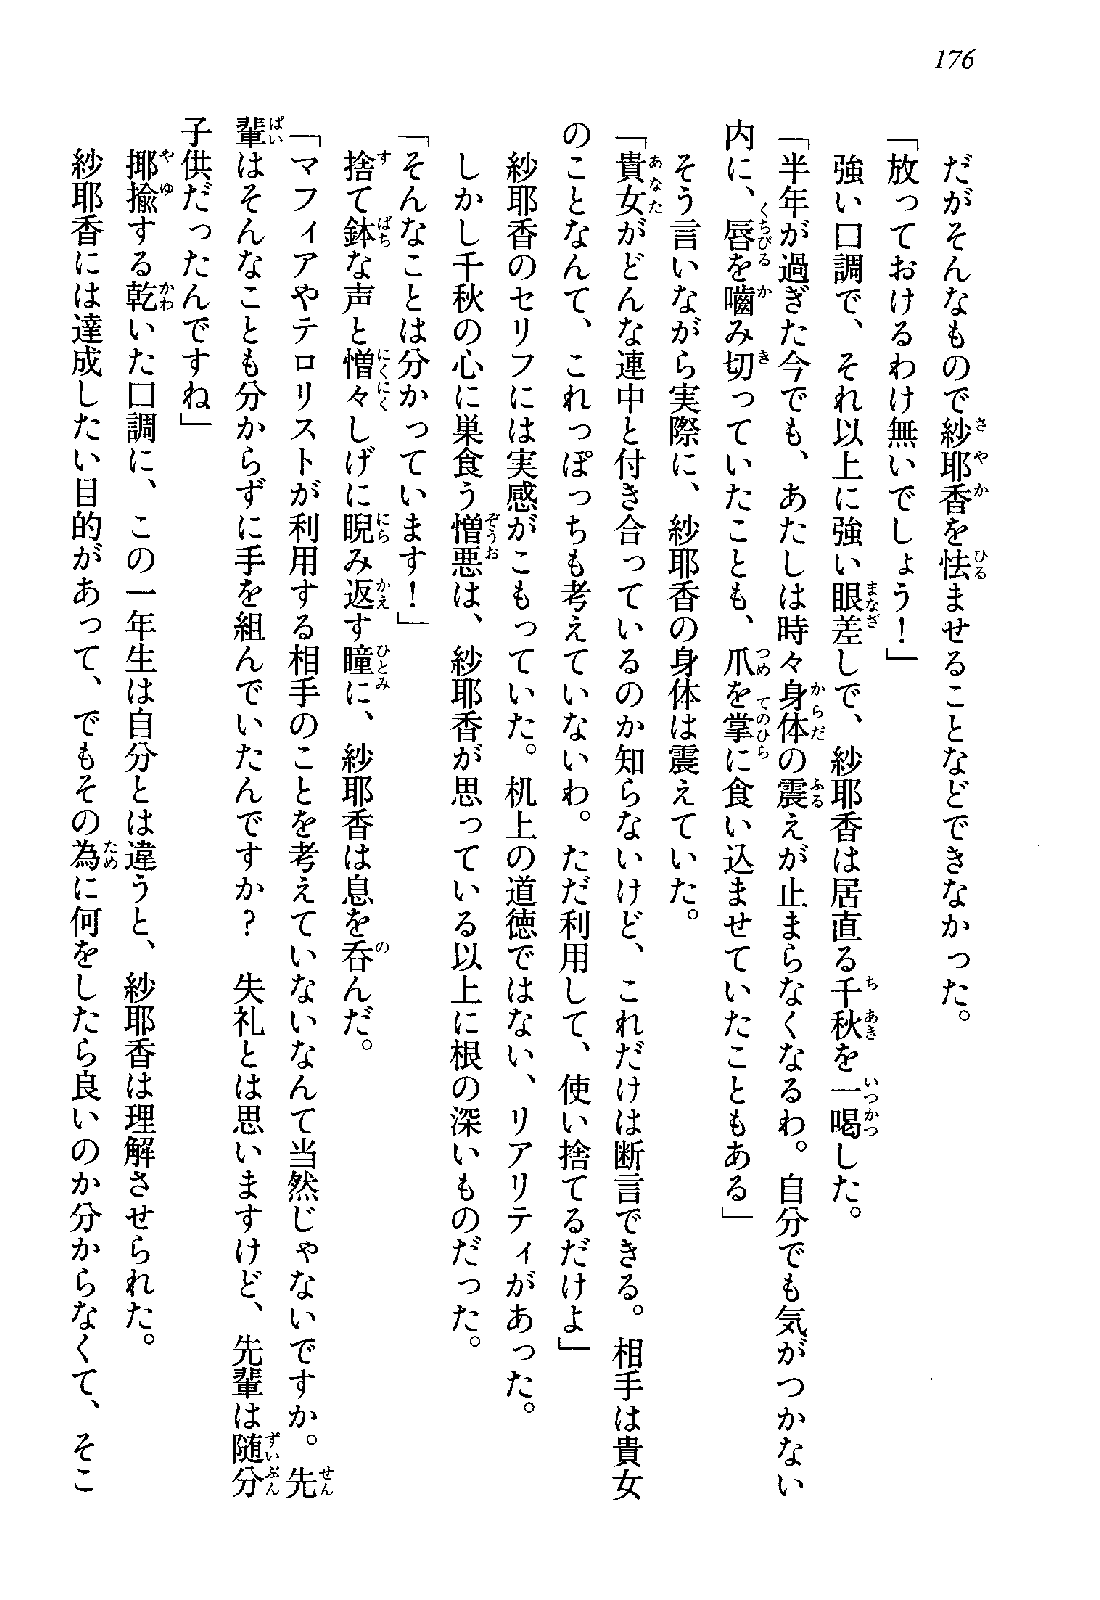 176
だがそんなもので紗耶香を怯ませることなどできなかった。
「放っておけるわけ無いでしょう！」
強い口調で、それ以上に強い眼差しで、紗耶香は居直る千秋を一喝した。
「半年が過ぎた今でも、あたしは時々身体の震えが止まらなくなるわ。自分でも気がつかない
内に、唇を嚙み切っていたことも、爪を掌に食い込ませていたこともある」
そう言いながら実際に、紗耶香の身体は震えていた。
「貴女がどんな連中と付き合っているのか知らないけど、これだけは断言できる。相手は貴女
のことなんて、これっぽっちも考えていないわ。ただ利用して、使い捨てるだけよ」
紗耶香のセリフには実感がこもっていた。机上の道徳ではない、リアリティがあった。
しかし千秋の心に巣食う憎悪は、紗耶香が思っている以上に根の深いものだった。
「そんなことは分かっています！」
捨て鉢な声と憎々しげに睨み返す瞳に、紗耶香は息を呑んだ。
「マフィアやテロリストが利用する相手のことを考えていないなんて当然じゃないですか。先
輩はそんなことも分からずに手を組んでいたんですか？　失礼とは思いますけど、先輩は随分
子供だったんですね」
揶揄する乾いた口調に、この一年生は自分とは違うと、紗耶香は理解させられた。
紗耶香には達成したい目的があって、でもその為に何をしたら良いのか分からなくて、そこ